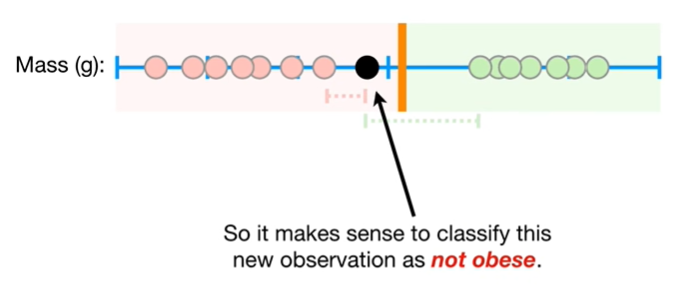 Mass (g):
So it makes sense to classify this
new observation as not obese.